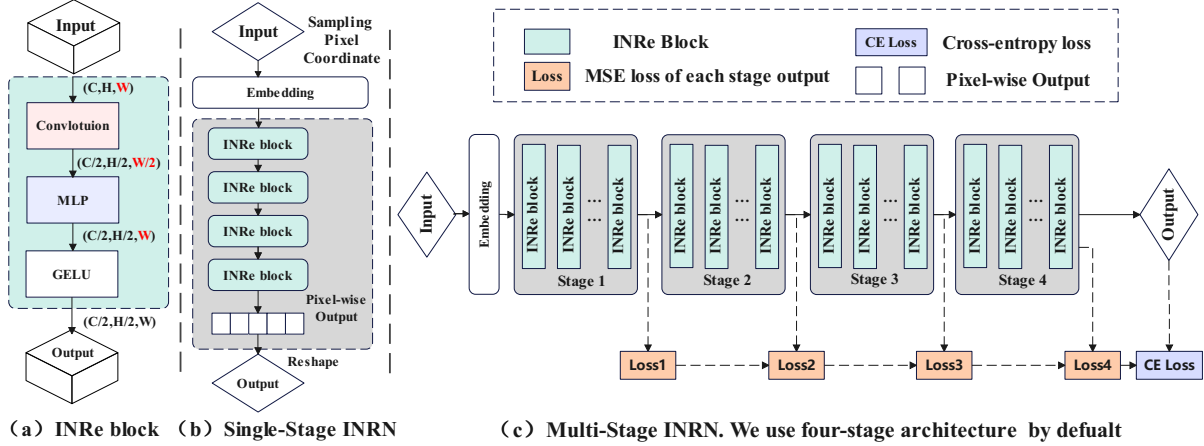 Input
(C,H,W)
Convlotuion
(C/2,H/2,W/2)
MLP
(C/2,H/2,W)
GELU
(C/2,H/2,W)
Output
(a) INRe block
Input
Sampling
Pixel
Coordinate
Embedding
INRe block
INRe block
INRe block
INRe block
Pixel-wise
Output
Reshape
Output
(b) Single-Stage INRN
INRe Block
CE Loss
Cross-entropy loss
Loss
MSE loss of each stage output
Pixel-wise Output
Input
Embedding
INRe block
INRe block
... ...
INRe block
Stage 1
INRe block
INRe block
... ...
INRe block
Stage 2
INRe block
INRe block
... ...
INRe block
Stage 3
INRe block
INRe block
... ...
INRe block
Stage 4
Output
Loss1
Loss2
Loss3
Loss4
CE Loss
(c) Multi-Stage INRN. We use four-stage architecture by defualt